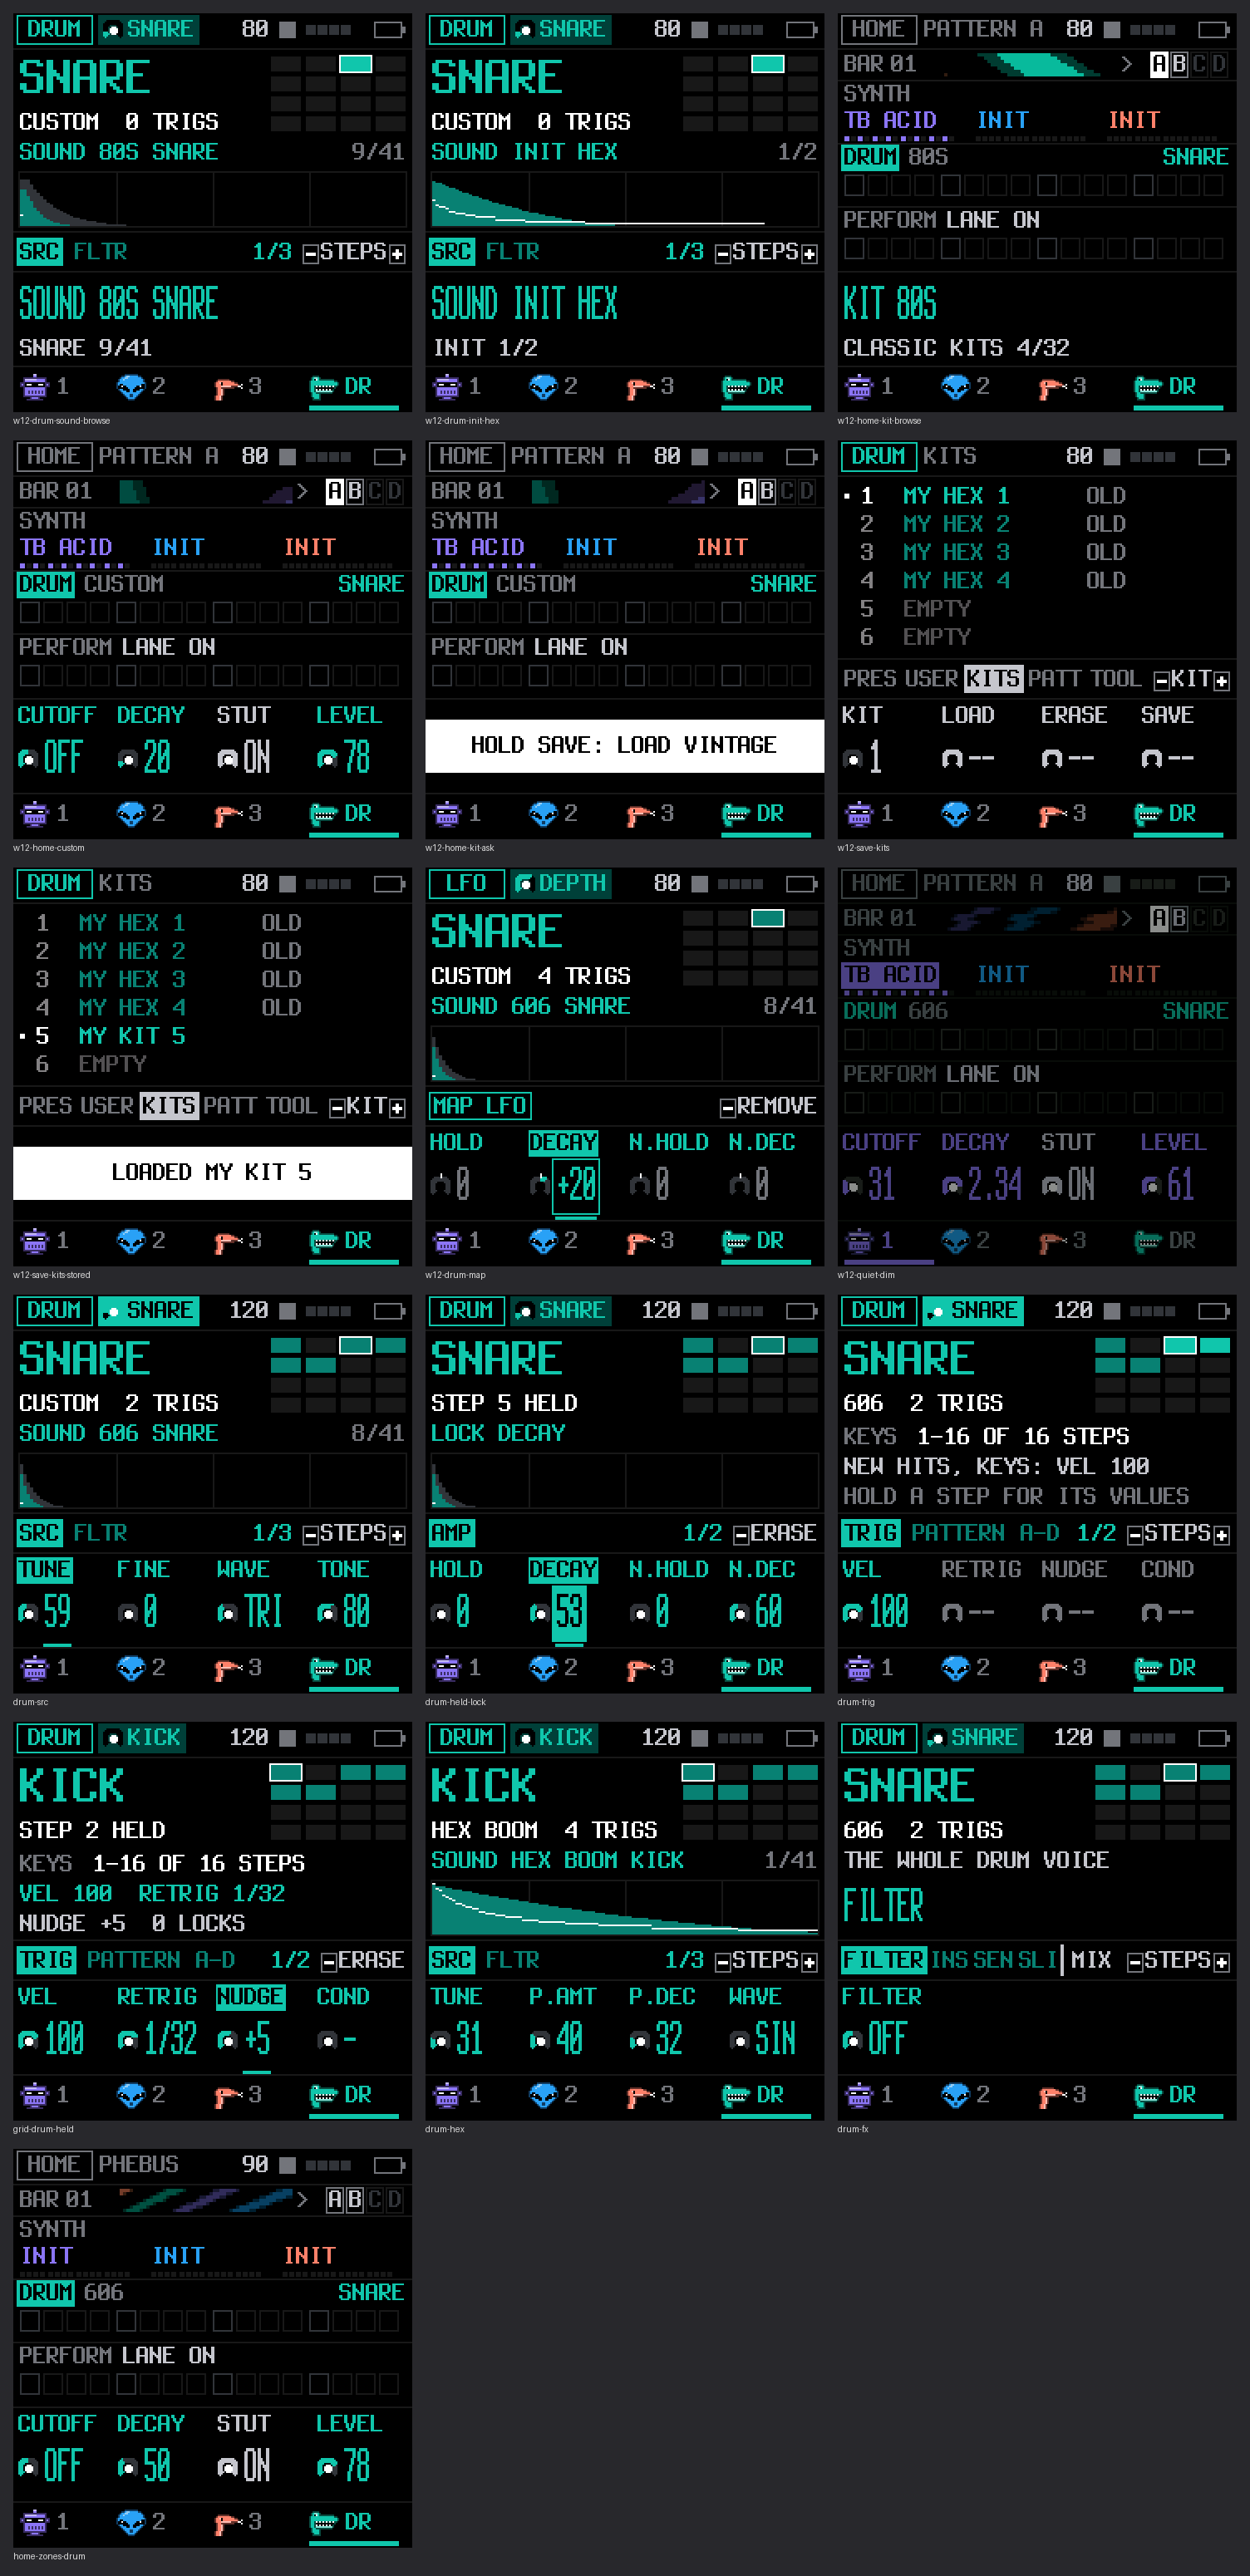 DRUM SNARE 80
SNARE
CUSTOM 0 TRIGS
SOUND 80S SNARE 9/41
SRC FLTR 1/3 -STEPS+
SOUND 80S SNARE
SNARE 9/41
1 2 3 DR
w12-drum-sound-browse
DRUM SNARE 80
SNARE
CUSTOM 0 TRIGS
SOUND INIT HEX 1/2
SRC FLTR 1/3 -STEPS+
SOUND INIT HEX
INIT 1/2
1 2 3 DR
w12-drum-init-hex
HOME PATTERN A 80
BAR 01 > A B C D
SYNTH
TB ACID INIT INIT
DRUM 80S SNARE
PERFORM LANE ON
KIT 80S
CLASSIC KITS 4/32
1 2 3 DR
w12-home-kit-browse
HOME PATTERN A 80
BAR 01 > A B C D
SYNTH
TB ACID INIT INIT
DRUM CUSTOM SNARE
PERFORM LANE ON
CUTOFF DECAY STUT LEVEL
OFF 20 ON 78
1 2 3 DR
w12-home-custom
HOME PATTERN A 80
BAR 01 > A B C D
SYNTH
TB ACID INIT INIT
DRUM CUSTOM SNARE
PERFORM LANE ON
HOLD SAVE: LOAD VINTAGE
1 2 3 DR
w12-home-kit-ask
DRUM KITS 80
1 MY HEX 1 OLD
2 MY HEX 2 OLD
3 MY HEX 3 OLD
4 MY HEX 4 OLD
5 EMPTY
6 EMPTY
PRES USER KITS PATT TOOL -KIT+
KIT LOAD ERASE SAVE
1 -- -- --
1 2 3 DR
w12-save-kits
DRUM KITS 80
1 MY HEX 1 OLD
2 MY HEX 2 OLD
3 MY HEX 3 OLD
4 MY HEX 4 OLD
5 MY KIT 5
6 EMPTY
PRES USER KITS PATT TOOL -KIT+
LOADED MY KIT 5
1 2 3 DR
w12-save-kits-stored
LFO DEPTH 80
SNARE
CUSTOM 4 TRIGS
SOUND 606 SNARE 8/41
MAP LFO -REMOVE
HOLD DECAY N.HOLD N.DEC
0 +20 0 0
1 2 3 DR
w12-drum-map
HOME PATTERN A 80
BAR 01 > A B C D
SYNTH
TB ACID INIT INIT
DRUM 606 SNARE
PERFORM LANE ON
CUTOFF DECAY STUT LEVEL
31 2.34 ON 61
1 2 3 DR
w12-quiet-dim
DRUM SNARE 120
SNARE
CUSTOM 2 TRIGS
SOUND 606 SNARE 8/41
SRC FLTR 1/3 -STEPS+
TUNE FINE WAVE TONE
59 0 TRI 80
1 2 3 DR
drum-src
DRUM SNARE 120
SNARE
STEP 5 HELD
LOCK DECAY
AMP 1/2 -ERASE
HOLD DECAY N.HOLD N.DEC
0 53 0 60
1 2 3 DR
drum-held-lock
DRUM SNARE 120
SNARE
606 2 TRIGS
KEYS 1-16 OF 16 STEPS
NEW HITS, KEYS: VEL 100
HOLD A STEP FOR ITS VALUES
TRIG PATTERN A-D 1/2 -STEPS+
VEL RETRIG NUDGE COND
100 -- -- --
1 2 3 DR
drum-trig
DRUM KICK 120
KICK
STEP 2 HELD
KEYS 1-16 OF 16 STEPS
VEL 100 RETRIG 1/32
NUDGE +5 0 LOCKS
TRIG PATTERN A-D 1/2 -ERASE
VEL RETRIG NUDGE COND
100 1/32 +5 -
1 2 3 DR
grid-drum-held
DRUM KICK 120
KICK
HEX BOOM 4 TRIGS
SOUND HEX BOOM KICK 1/41
SRC FLTR 1/3 -STEPS+
TUNE P.AMT P.DEC WAVE
31 40 32 SIN
1 2 3 DR
drum-hex
DRUM SNARE 120
SNARE
606 2 TRIGS
THE WHOLE DRUM VOICE
FILTER
FILTER INS SEN SLI MIX -STEPS+
FILTER
OFF
1 2 3 DR
drum-fx
HOME PHEBUS 90
BAR 01 > A B C D
SYNTH
INIT INIT INIT
DRUM 606 SNARE
PERFORM LANE ON
CUTOFF DECAY STUT LEVEL
OFF 50 ON 78
1 2 3 DR
home-zones-drum